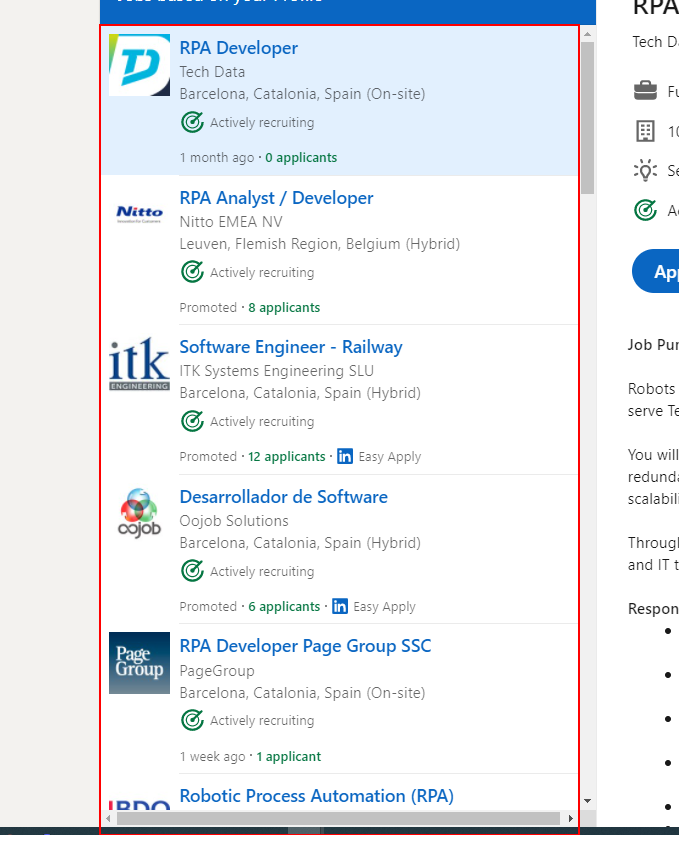 RPA Developer
Tech Data
Barcelona, Catalonia, Spain (On-site)
Actively recruiting
1 month ago · 0 applicants
Nitto
RPA Analyst / Developer
Nitto EMEA NV
Leuven, Flemish Region, Belgium (Hybrid)
Actively recruiting
Promoted · 8 applicants
itk
ENGINEERING
Software Engineer - Railway
ITK Systems Engineering SLU
Barcelona, Catalonia, Spain (Hybrid)
Actively recruiting
Promoted · 12 applicants · in Easy Apply
oojob
Desarrollador de Software
Oojob Solutions
Barcelona, Catalonia, Spain (Hybrid)
Actively recruiting
Promoted · 6 applicants · in Easy Apply
Page
Group
RPA Developer Page Group SSC
PageGroup
Barcelona, Catalonia, Spain (On-site)
Actively recruiting
1 week ago · 1 applicant
BDO
Robotic Process Automation (RPA)
RPA
Tech D
Fu
10
Se
Ac
App
Job Pur
Robots
serve Te
You will
redunda
scalabili
Through
and IT t
Respon